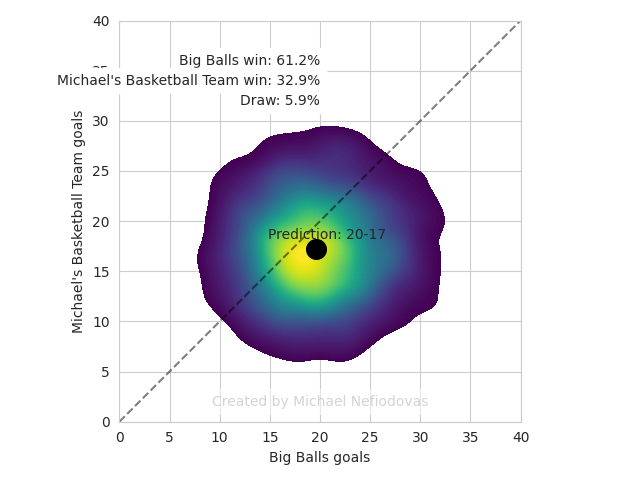 40
35
30
25
20
15
10
5
0
Michael's Basketball Team goals
Big Balls win: 61.2%
Michael's Basketball Team win: 32.9%
Draw: 5.9%
Prediction: 20-17
Created by Michael Nefiodovas
0 5 10 15 20 25 30 35 40
Big Balls goals